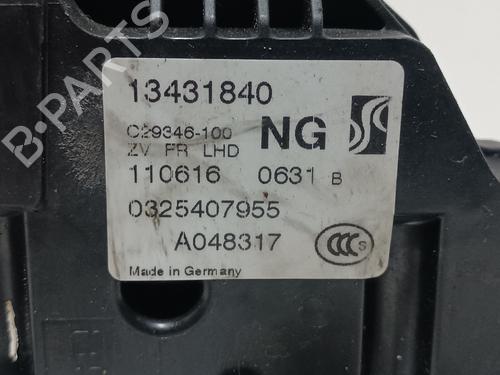 B-PARTS
13431840
C29346-100 NG
ZV FR LHD
110616 0631 B
0325407955
A048317 CCC S
Made in Germany